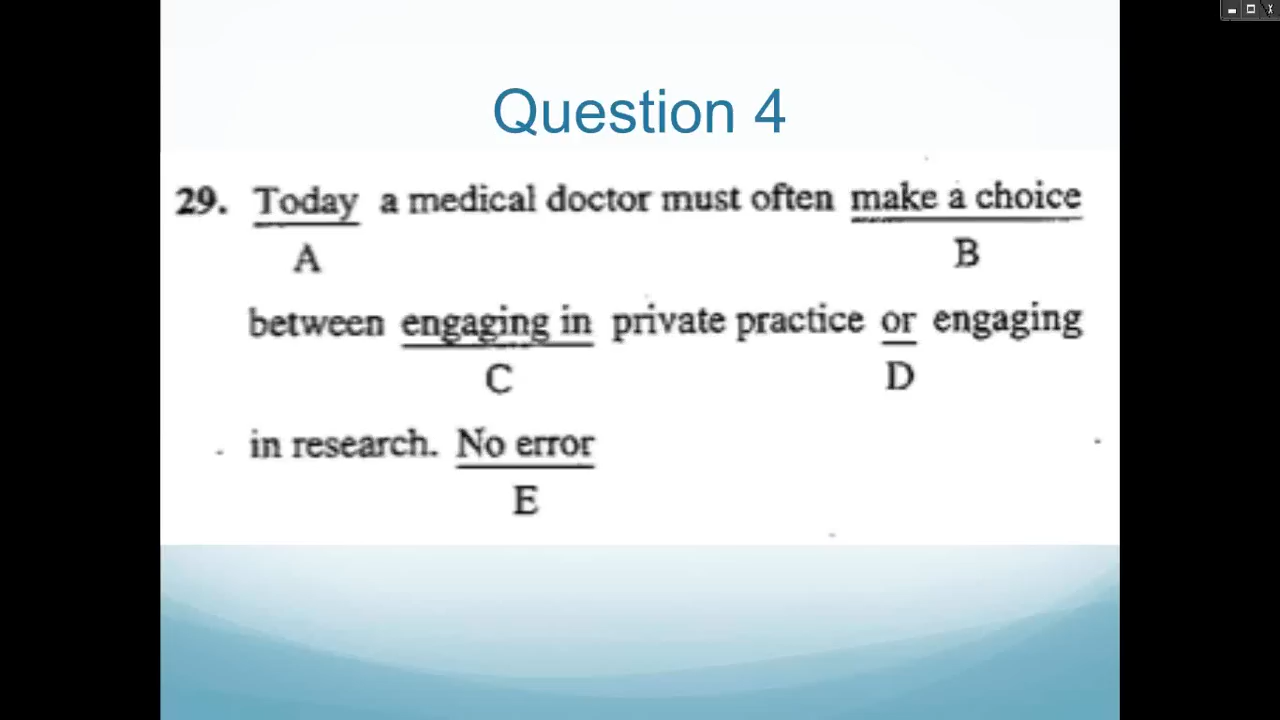 Question 4
29. Today a medical doctor must often make a choice
A B
between engaging in private practice or engaging
C D
in research. No error
E